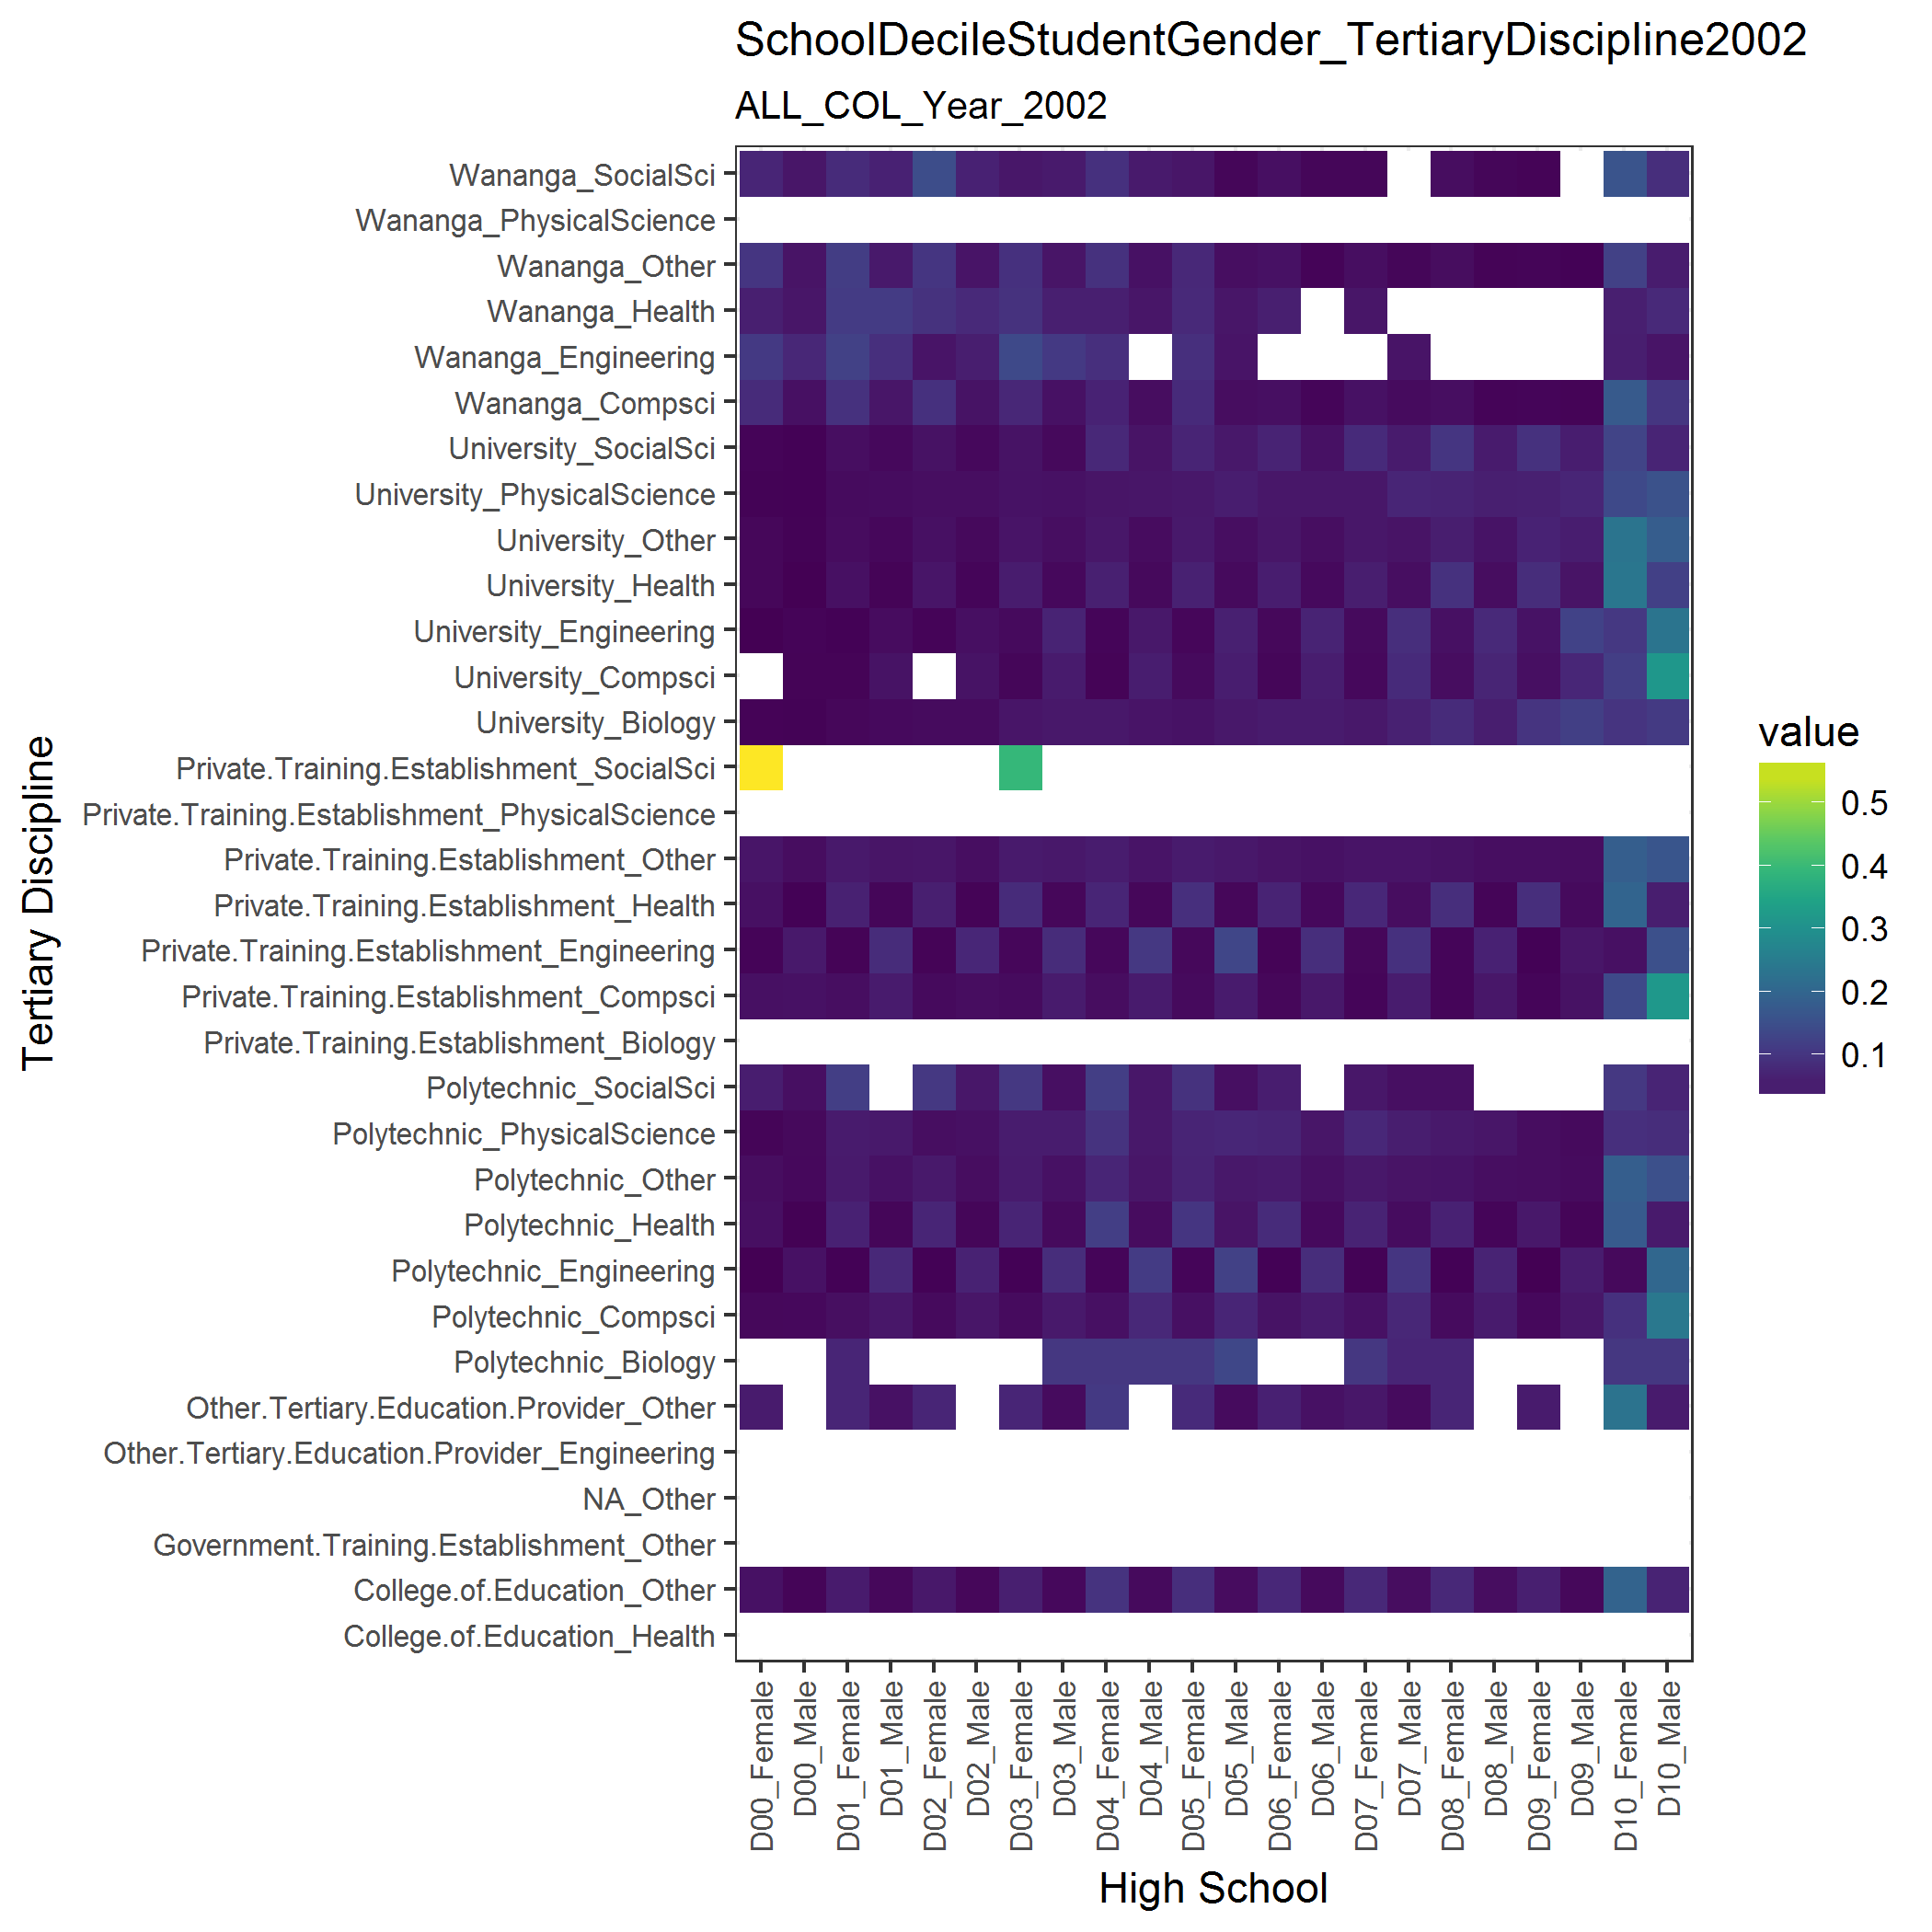 SchoolDecileStudentGender_TertiaryDiscipline2002
ALL_COL_Year_2002
Tertiary Discipline
Wananga_SocialSci
Wananga_PhysicalScience
Wananga_Other
Wananga_Health
Wananga_Engineering
Wananga_Compsci
University_SocialSci
University_PhysicalScience
University_Other
University_Health
University_Engineering
University_Compsci
University_Biology
Private.Training.Establishment_SocialSci
Private.Training.Establishment_PhysicalScience
Private.Training.Establishment_Other
Private.Training.Establishment_Health
Private.Training.Establishment_Engineering
Private.Training.Establishment_Compsci
Private.Training.Establishment_Biology
Polytechnic_SocialSci
Polytechnic_PhysicalScience
Polytechnic_Other
Polytechnic_Health
Polytechnic_Engineering
Polytechnic_Compsci
Polytechnic_Biology
Other.Tertiary.Education.Provider_Other
Other.Tertiary.Education.Provider_Engineering
NA_Other
Government.Training.Establishment_Other
College.of.Education_Other
College.of.Education_Health
D00_Female
D00_Male
D01_Female
D01_Male
D02_Female
D02_Male
D03_Female
D03_Male
D04_Female
D04_Male
D05_Female
D05_Male
D06_Female
D06_Male
D07_Female
D07_Male
D08_Female
D08_Male
D09_Female
D09_Male
D10_Female
D10_Male
High School
value
0.5
0.4
0.3
0.2
0.1